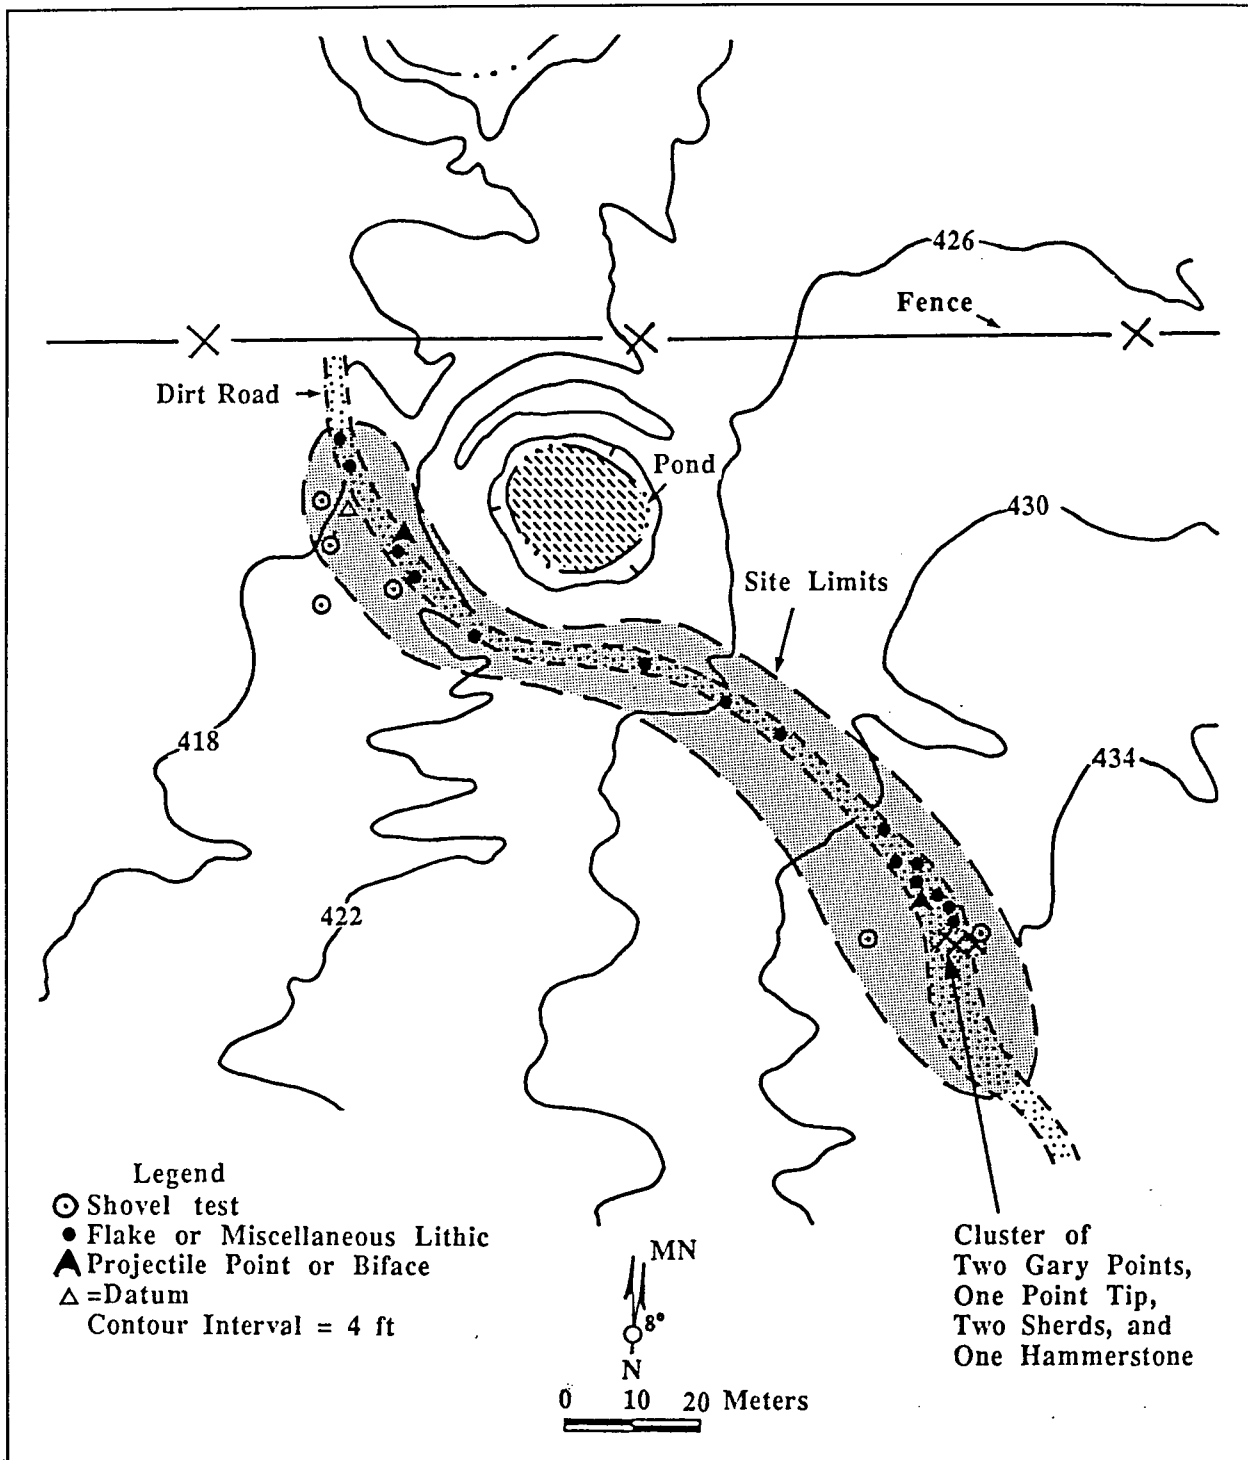 426
Fence
Dirt Road
Pond
430
Site Limits
418
434
422
Legend
Shovel test
Flake or Miscellaneous Lithic
Projectile Point or Biface
=Datum
Contour Interval = 4 ft
MN
8°
N
0 10 20 Meters
Cluster of
Two Gary Points,
One Point Tip,
Two Sherds, and
One Hammerstone